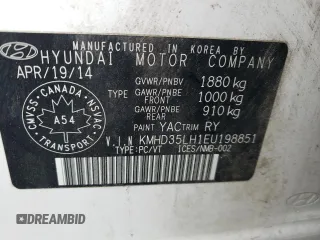 MANUFACTURED IN KOREA BY
HYUNDAI MOTOR COMPANY
APR/19/14
GVWR/PNBV 1880 kg
TYPE GAWR/PNBE FRONT 1000 kg
GAWR/PNBE REAR 910 kg
PAINT YAC TRIM RY
CANADA
CMVSS NSVAC
A54
TRANSPORT
V.I.N KMHD35LH1EU198851
TYPE:PC/VT ICES/NMB-002
DealersLink